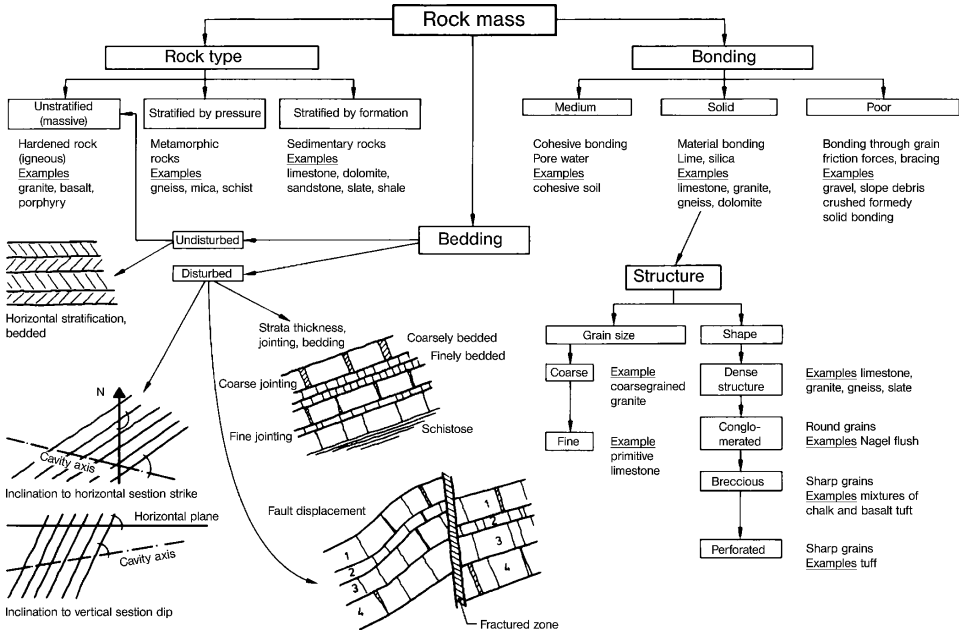 Rock mass
Rock type
Bonding
Unstratified
(massive)
Stratified by pressure
Stratified by formation
Medium
Solid
Poor
Hardened rock
(igneous)
Examples
granite, basalt,
porphyry
Metamorphic
rocks
Examples
gneiss, mica, schist
Sedimentary rocks
Examples
limestone, dolomite,
sandstone, slate, shale
Cohesive bonding
Pore water
Examples
cohesive soil
Material bonding
Lime, silica
Examples
limestone, granite,
gneiss, dolomite
Bonding through grain
friction forces, bracing
Examples
gravel, slope debris
crushed formedy
solid bonding
Undisturbed
Bedding
Disturbed
Horizontal stratification,
bedded
Strata thickness,
jointing, bedding
Coarsely bedded
Finely bedded
Coarse jointing
Fine jointing
Schistose
N
Cavity axis
Inclination to horizontal sestion strike
Horizontal plane
Cavity axis
Inclination to vertical section dip
Fault displacement
1
2
3
4
1
2
3
4
Fractured zone
Structure
Grain size
Shape
Coarse
Example
coarsegrained
granite
Fine
Example
primitive
limestone
Dense
structure
Examples limestone,
granite, gneiss, slate
Conglo-
merated
Round grains
Examples Nagel flush
Breccious
Sharp grains
Examples mixtures of
chalk and basalt tuft
Perforated
Sharp grains
Examples tuff